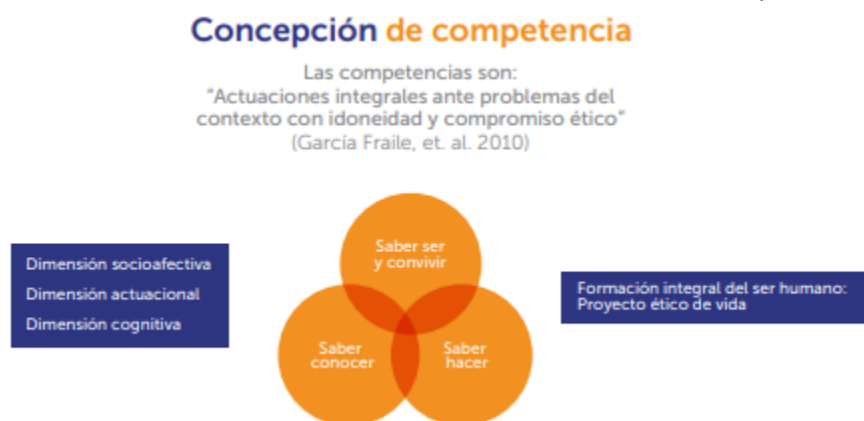 Concepción de competencia
Las competencias son:
"Actuaciones integrales ante problemas del
contexto con idoneidad y compromiso ético"
(García Fraile, et. al. 2010)
Dimensión socioafectiva
Dimensión actuacional
Dimensión cognitiva
Saber ser
y convivir
Saber
conocer
Saber
hacer
Formación integral del ser humano:
Proyecto ético de vida